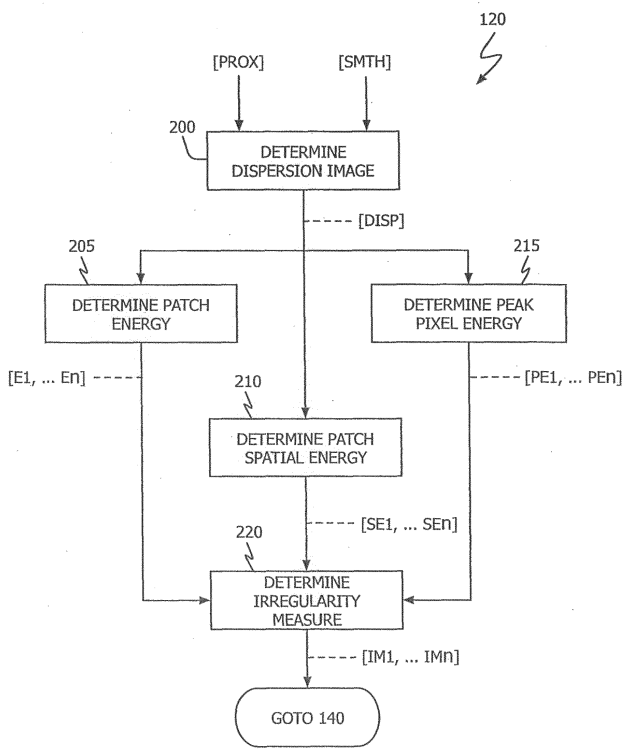 120
[PROX]
[SMTH]
200
DETERMINE
DISPERSION IMAGE
[DISP]
205
DETERMINE PATCH
ENERGY
215
DETERMINE PEAK
PIXEL ENERGY
[E1, ... En]
[PE1, ... PEn]
210
DETERMINE PATCH
SPATIAL ENERGY
[SE1, ... SEn]
220
DETERMINE
IRREGULARITY
MEASURE
[IM1, ... IMn]
GOTO 140